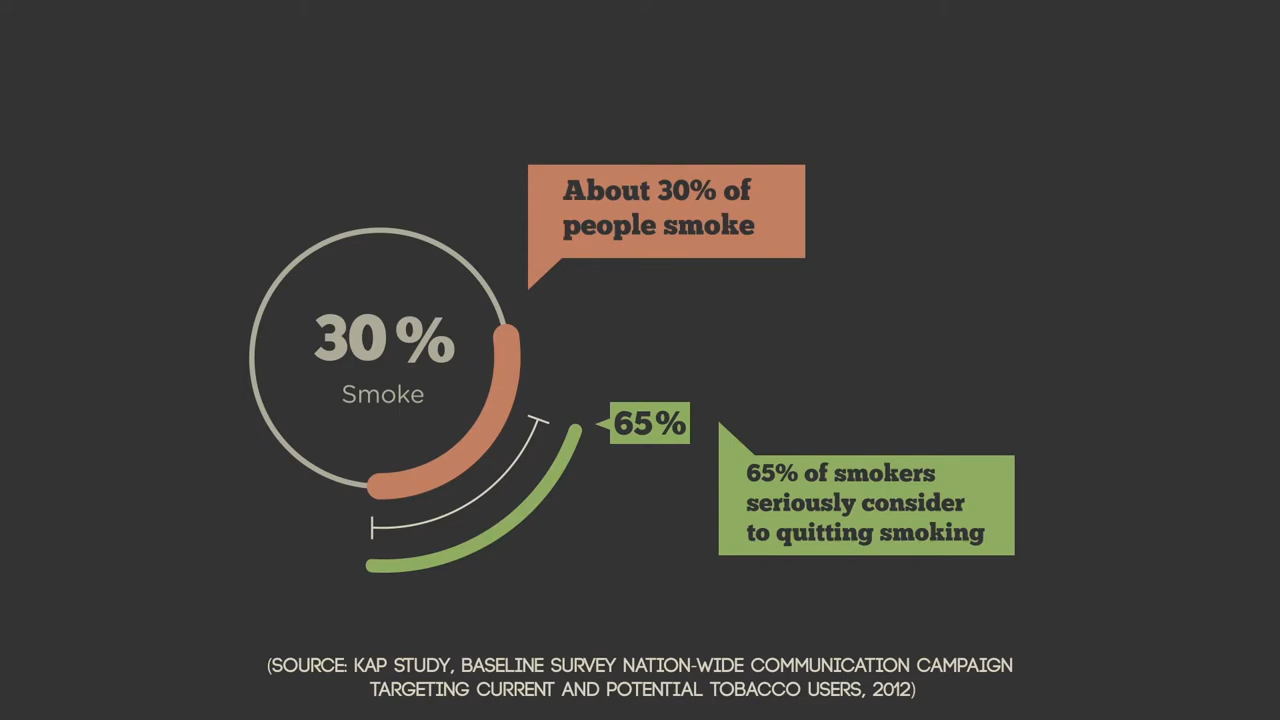 About 30% of
people smoke
30%
Smoke
65%
65% of smokers
seriously consider
to quitting smoking
(SOURCE: KAP STUDY, BASELINE SURVEY NATION-WIDE COMMUNICATION CAMPAIGN
TARGETING CURRENT AND POTENTIAL TOBACCO USERS, 2012)